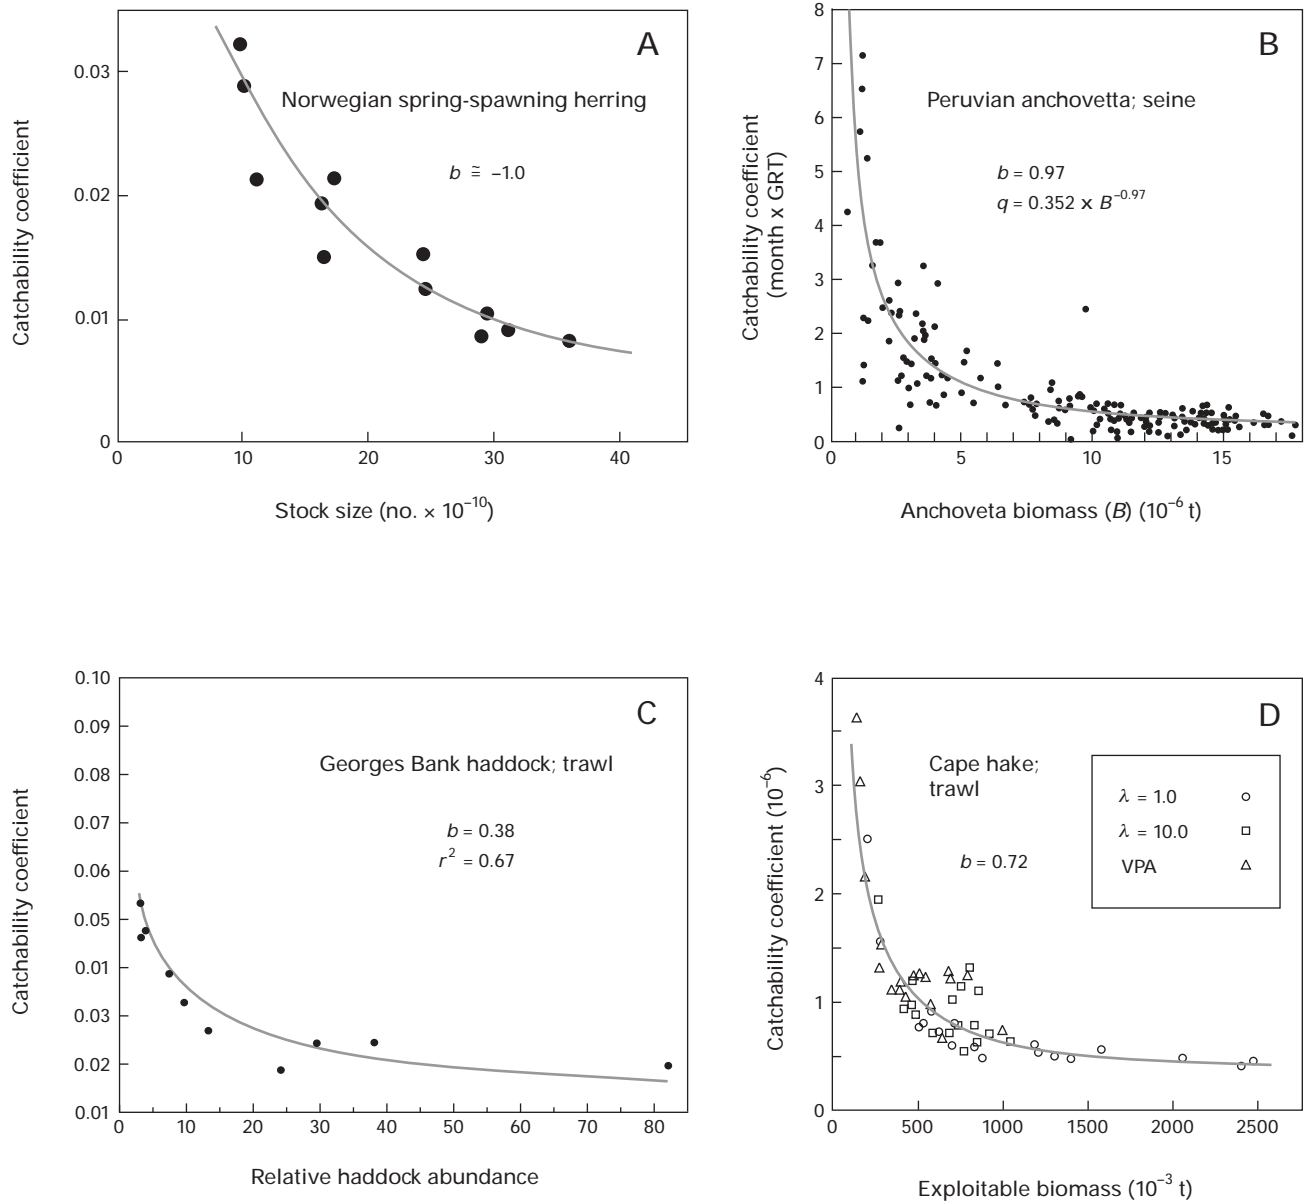 A
0.03
Norwegian spring-spawning herring
b ≅ –1.0
0.02
0.01
0
0 10 20 30 40
Catchability coefficient
Stock size (no. × 10⁻¹⁰)
B
8
7
6
5
4
3
2
1
0
Peruvian anchovetta; seine
b = 0.97
q = 0.352 x B⁻⁰·⁹⁷
0 5 10 15
Catchability coefficient
(month x GRT)
Anchoveta biomass (B) (10⁻⁶ t)
C
0.10
0.09
0.08
0.07
0.06
0.05
0.01
0.03
0.02
0.01
Georges Bank haddock; trawl
b = 0.38
r² = 0.67
0 10 20 30 40 50 60 70 80
Catchability coefficient
Relative haddock abundance
D
4
3
2
1
0
Cape hake;
trawl
b = 0.72
λ = 1.0
λ = 10.0
VPA
0 500 1000 1500 2000 2500
Catchability coefficient (10⁻⁶)
Exploitable biomass (10⁻³ t)